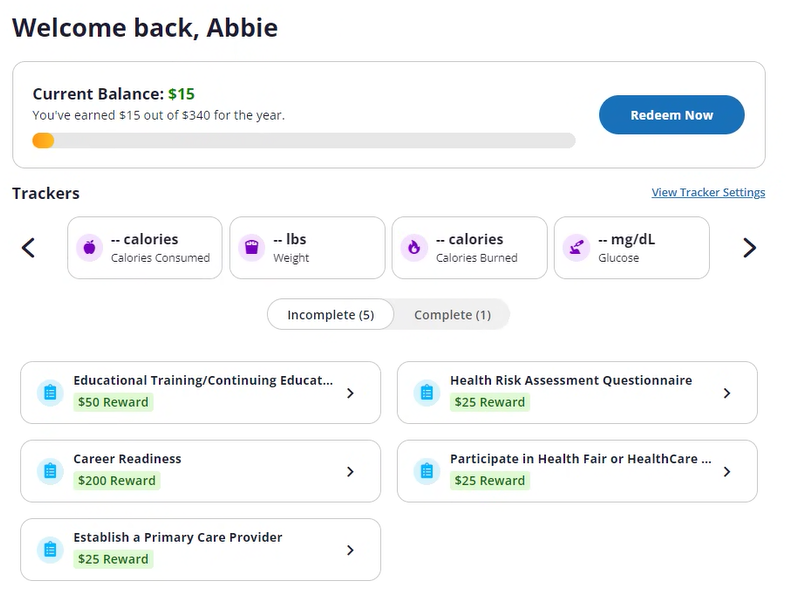 Welcome back, Abbie
Current Balance: $15
You've earned $15 out of $340 for the year.
Redeem Now
Trackers
View Tracker Settings
-- calories
Calories Consumed
-- lbs
Weight
-- calories
Calories Burned
-- mg/dL
Glucose
Incomplete (5)
Complete (1)
Educational Training/Continuing Educat...
$50 Reward
Health Risk Assessment Questionnaire
$25 Reward
Career Readiness
$200 Reward
Participate in Health Fair or HealthCare ...
$25 Reward
Establish a Primary Care Provider
$25 Reward